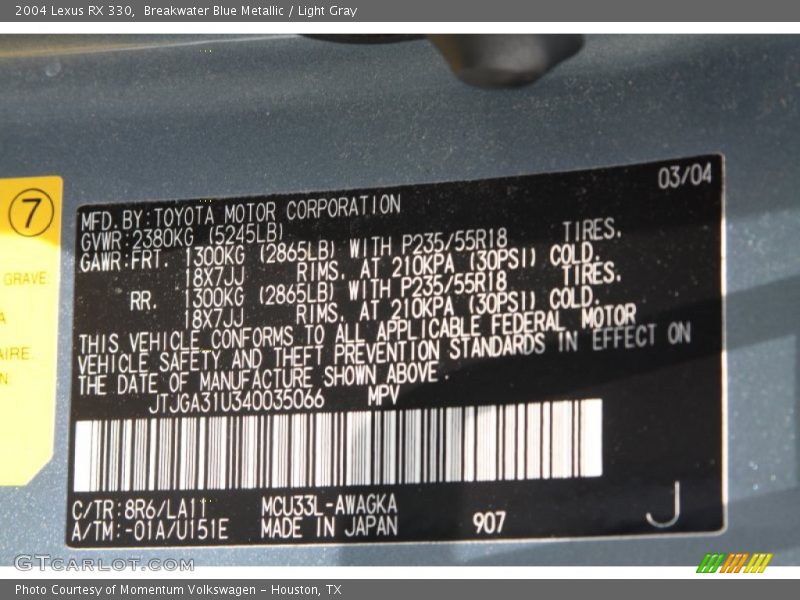 2004 Lexus RX 330, Breakwater Blue Metallic / Light Gray
7
GRAVE
AIRE.
03/04
MFD. BY: TOYOTA MOTOR CORPORATION
GVWR: 2380KG (5245LB)
GAWR: FRT. 1300KG (2865LB) WITH P235/55R18 TIRES,
18X7JJ RIMS, AT 210KPA (30PSI) COLD.
RR. 1300KG (2865LB) WITH P235/55R18 TIRES,
18X7JJ RIMS, AT 210KPA (30PSI) COLD.
THIS VEHICLE CONFORMS TO ALL APPLICABLE FEDERAL MOTOR
VEHICLE SAFETY AND THEFT PREVENTION STANDARDS IN EFFECT ON
THE DATE OF MANUFACTURE SHOWN ABOVE.
JTJGA31U340035066 MPV
C/TR: 8R6/LA11 MCU33L-AWAGKA
A/TM: -01A/U151E MADE IN JAPAN 907 J
GTCARLOT.COM
Photo Courtesy of Momentum Volkswagen - Houston, TX